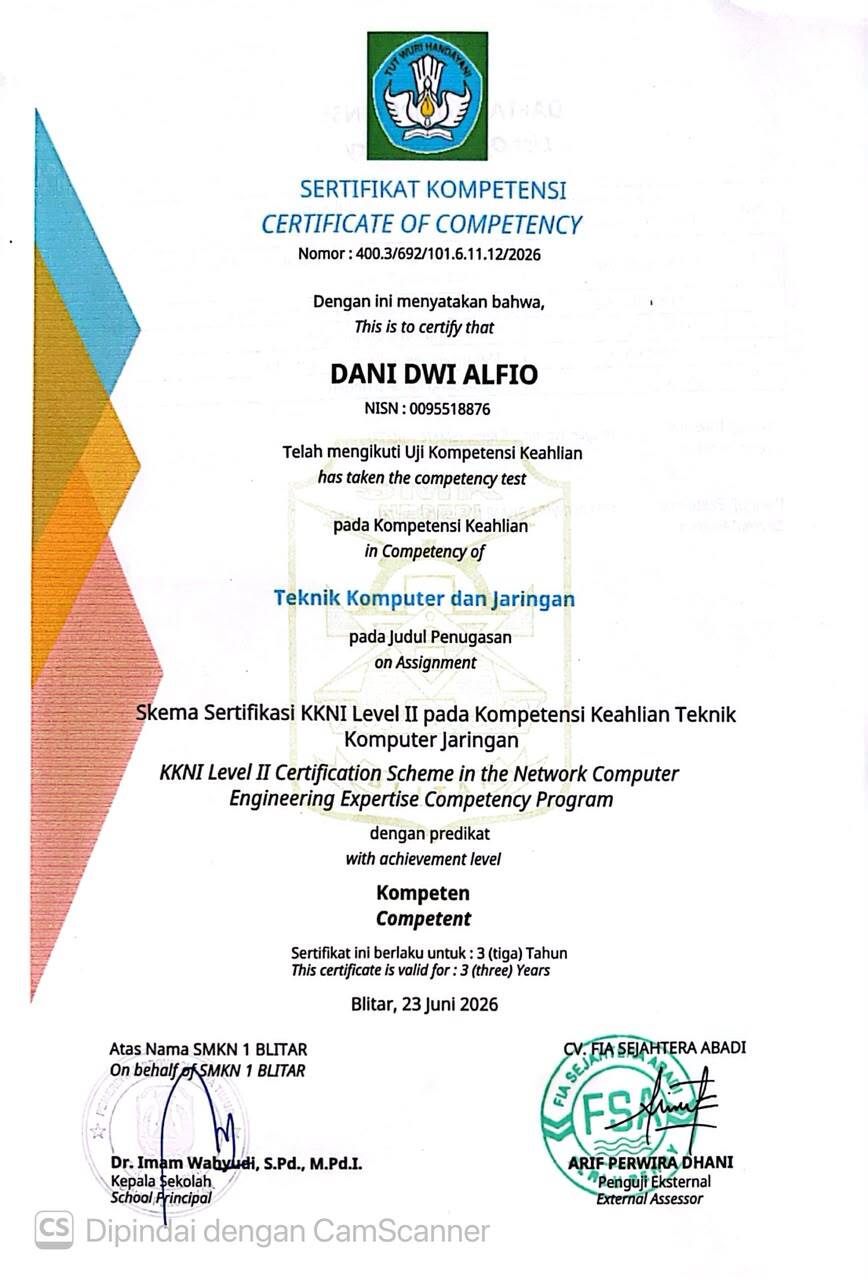 TUT WURI HANDAYANI
SERTIFIKAT KOMPETENSI
CERTIFICATE OF COMPETENCY
Nomor : 400.3/692/101.6.11.12/2026
Dengan ini menyatakan bahwa,
This is to certify that
DANI DWI ALFIO
NISN : 0095518876
Telah mengikuti Uji Kompetensi Keahlian
has taken the competency test
pada Kompetensi Keahlian
in Competency of
Teknik Komputer dan Jaringan
pada Judul Penugasan
on Assignment
Skema Sertifikasi KKNI Level II pada Kompetensi Keahlian Teknik
Komputer Jaringan
KKNI Level II Certification Scheme in the Network Computer
Engineering Expertise Competency Program
dengan predikat
with achievement level
Kompeten
Competent
Sertifikat ini berlaku untuk : 3 (tiga) Tahun
This certificate is valid for : 3 (three) Years
Blitar, 23 Juni 2026
Atas Nama SMKN 1 BLITAR
On behalf of SMKN 1 BLITAR
Dr. Imam Wahyudi, S.Pd., M.Pd.I.
Kepala Sekolah
School Principal
CV. FIA SEJAHTERA ABADI
FIA SEJAHTERA ABADI
FSA
ARIF PERWIRA DHANI
Penguji Eksternal
External Assessor
CS Dipindai dengan CamScanner